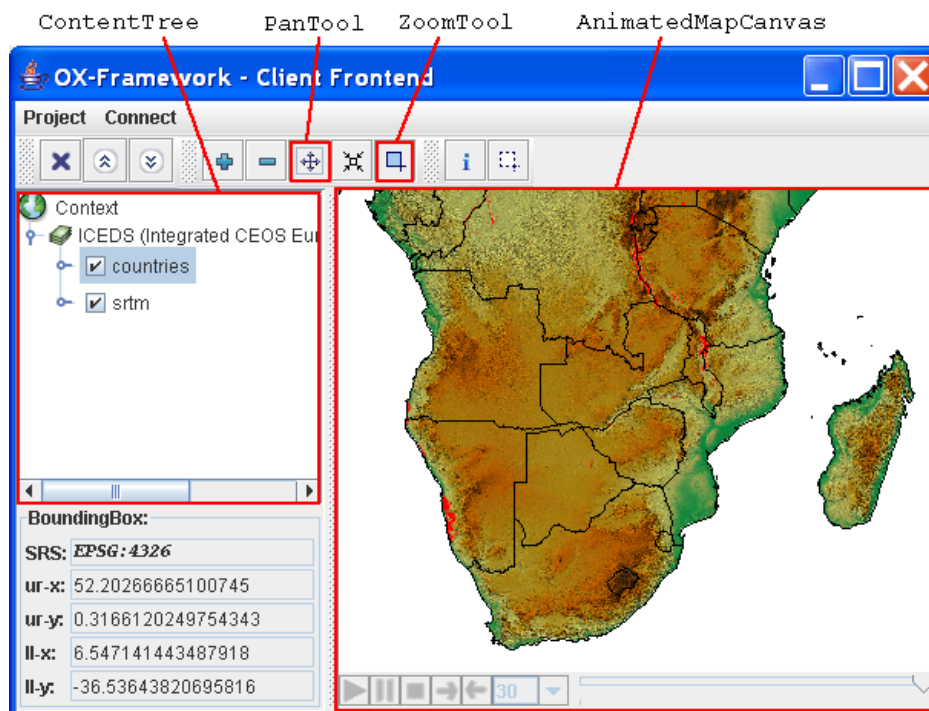 ContentTree PanTool ZoomTool AnimatedMapCanvas
OX-Framework - Client Frontend
Project Connect
i
Context
ICEDS (Integrated CEOS Eur
countries
srtm
BoundingBox:
SRS: EPSG:4326
ur-x: 52.20266665100745
ur-y: 0.3166120249754343
ll-x: 6.547141443487918
ll-y: -36.53643820695816
30